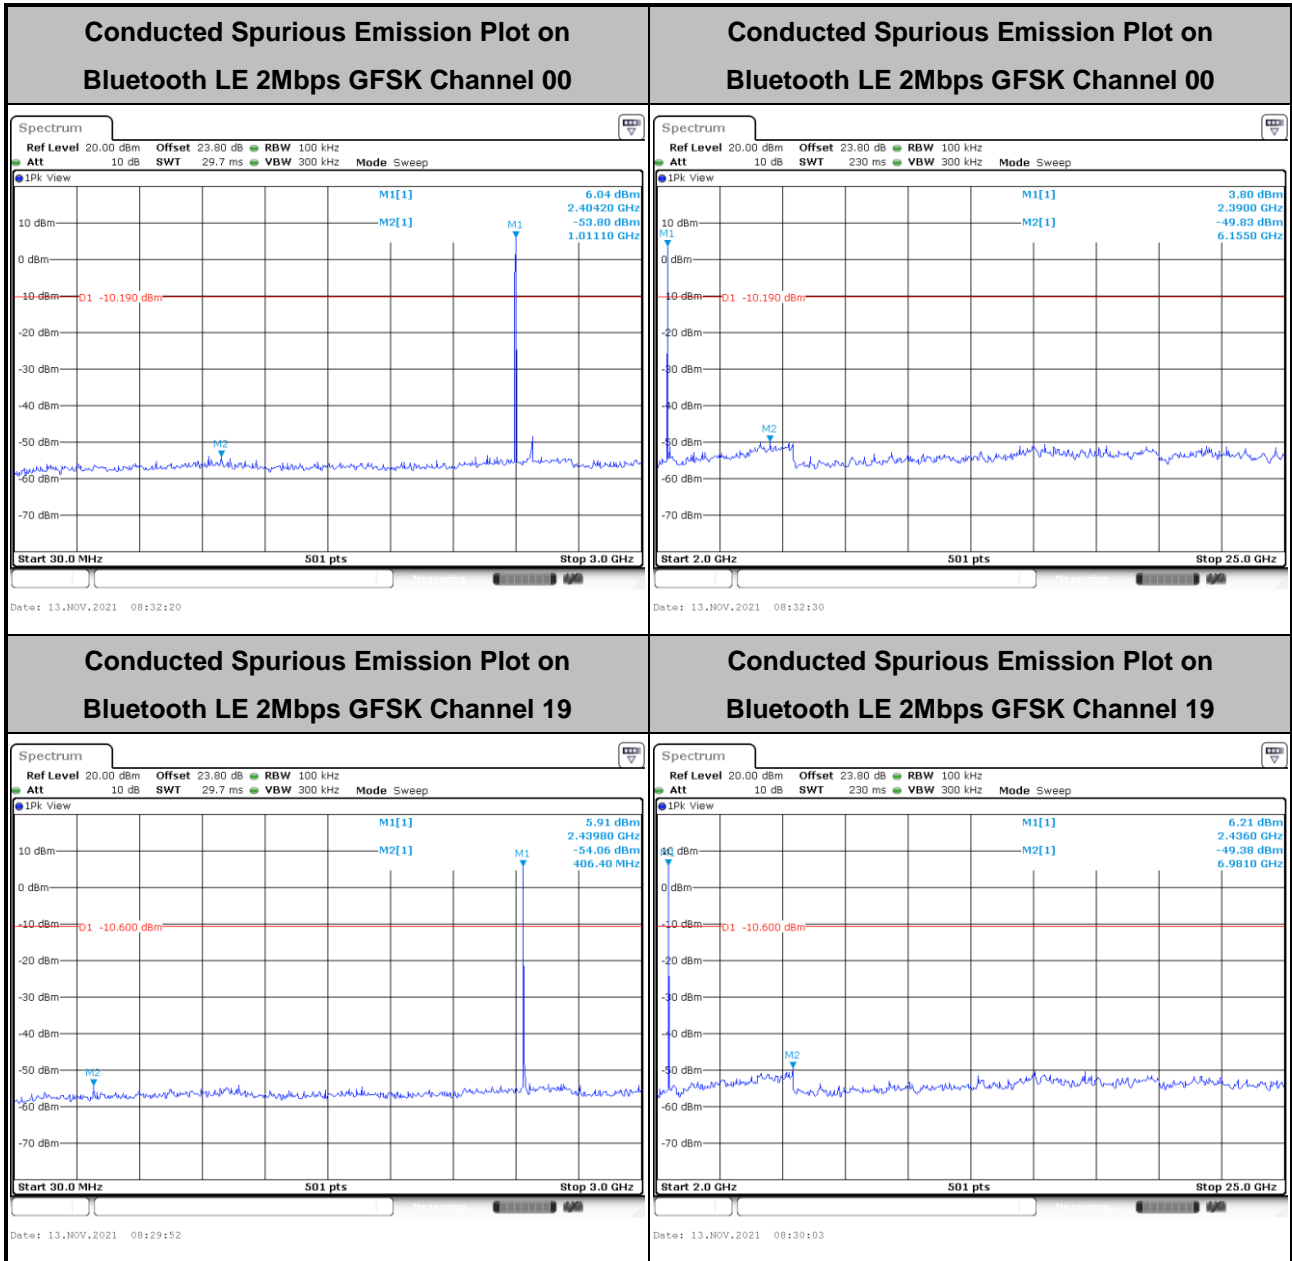 Conducted Spurious Emission Plot on
Bluetooth LE 2Mbps GFSK Channel 00
Spectrum
Ref Level 20.00 dBm Offset 23.80 dB RBW 100 kHz
Att 10 dB SWT 29.7 ms VBW 300 kHz Mode Sweep
1Pk View
M1[1] 6.04 dBm
2.40420 GHz
M2[1] -53.80 dBm
1.01110 GHz
M1
10 dBm
0 dBm
-10 dBm
D1 -10.190 dBm
-20 dBm
-30 dBm
-40 dBm
-50 dBm
M2
-60 dBm
-70 dBm
Start 30.0 MHz 501 pts Stop 3.0 GHz
Measuring
Date: 13.NOV.2021 08:32:20
Conducted Spurious Emission Plot on
Bluetooth LE 2Mbps GFSK Channel 00
Spectrum
Ref Level 20.00 dBm Offset 23.80 dB RBW 100 kHz
Att 10 dB SWT 230 ms VBW 300 kHz Mode Sweep
1Pk View
M1[1] 3.80 dBm
2.3900 GHz
M2[1] -49.83 dBm
6.1550 GHz
10 dBm
M1
0 dBm
-10 dBm
D1 -10.190 dBm
-20 dBm
-30 dBm
-40 dBm
M2
-50 dBm
-60 dBm
-70 dBm
Start 2.0 GHz 501 pts Stop 25.0 GHz
Measuring
Date: 13.NOV.2021 08:32:30
Conducted Spurious Emission Plot on
Bluetooth LE 2Mbps GFSK Channel 19
Spectrum
Ref Level 20.00 dBm Offset 23.80 dB RBW 100 kHz
Att 10 dB SWT 29.7 ms VBW 300 kHz Mode Sweep
1Pk View
M1[1] 5.91 dBm
2.43980 GHz
M2[1] -54.06 dBm
406.40 MHz
M1
10 dBm
0 dBm
-10 dBm
D1 -10.600 dBm
-20 dBm
-30 dBm
-40 dBm
-50 dBm
M2
-60 dBm
-70 dBm
Start 30.0 MHz 501 pts Stop 3.0 GHz
Measuring
Date: 13.NOV.2021 08:29:52
Conducted Spurious Emission Plot on
Bluetooth LE 2Mbps GFSK Channel 19
Spectrum
Ref Level 20.00 dBm Offset 23.80 dB RBW 100 kHz
Att 10 dB SWT 230 ms VBW 300 kHz Mode Sweep
1Pk View
M1[1] 6.21 dBm
2.4360 GHz
M2[1] -49.38 dBm
6.9810 GHz
M1
10 dBm
0 dBm
-10 dBm
D1 -10.600 dBm
-20 dBm
-30 dBm
-40 dBm
M2
-50 dBm
-60 dBm
-70 dBm
Start 2.0 GHz 501 pts Stop 25.0 GHz
Measuring
Date: 13.NOV.2021 08:30:03